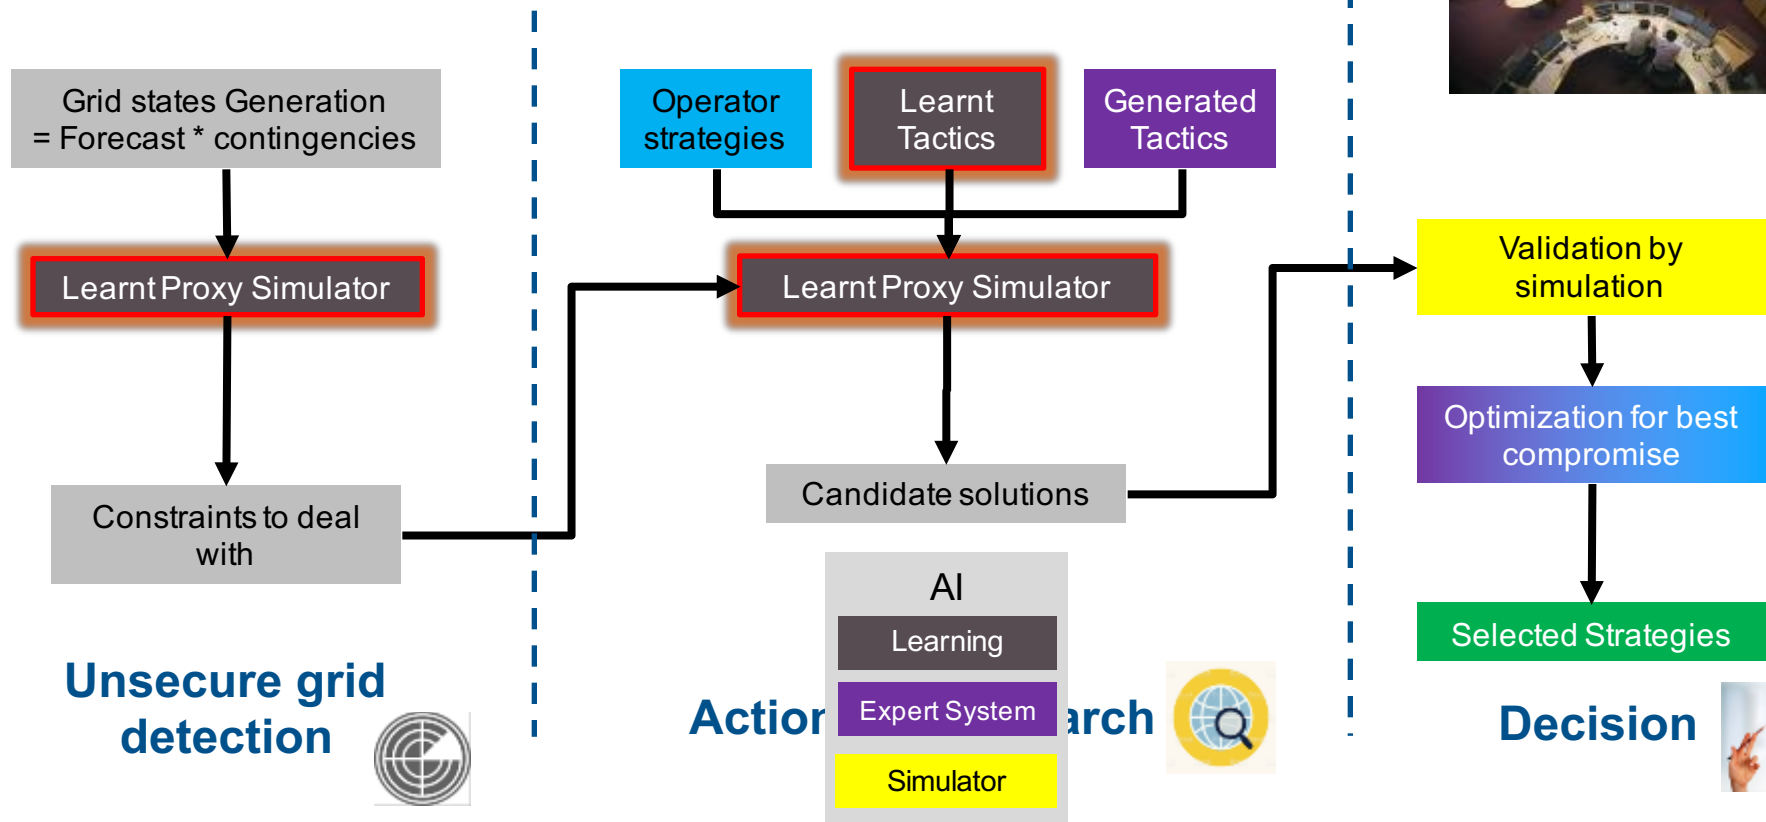 Grid states Generation
= Forecast * contingencies
Learnt Proxy Simulator
Constraints to deal
with
Unsecure grid
detection
Operator
strategies
Learnt
Tactics
Generated
Tactics
Learnt Proxy Simulator
Candidate solutions
AI
Learning
Expert System
Simulator
Action arch
Validation by
simulation
Optimization for best
compromise
Selected Strategies
Decision